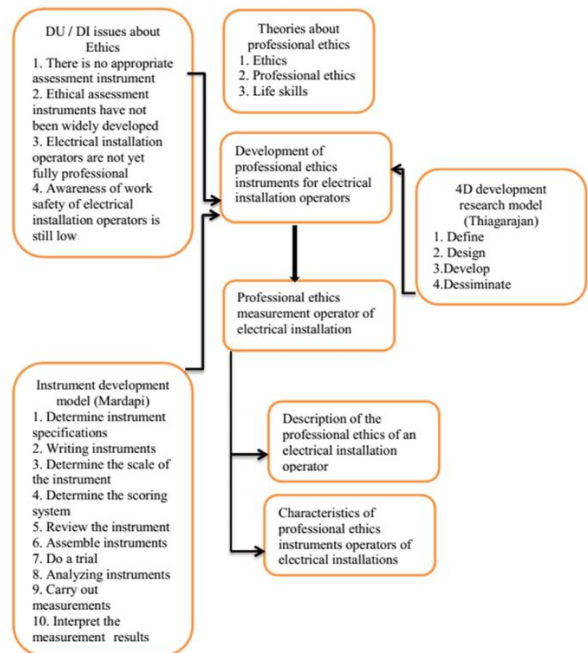 DU / DI issues about
Ethics
1. There is no appropriate
assessment instrument
2. Ethical assessment
instruments have not
been widely developed
3. Electrical installation
operators are not yet
fully professional
4. Awareness of work
safety of electrical
installation operators is
still low
Theories about
professional ethics
1. Ethics
2. Professional ethics
3. Life skills
Development of
professional ethics
instruments for electrical
installation operators
4D development
research model
(Thiagarajan)
1. Define
2. Design
3.Develop
4.Dessiminate
Professional ethics
measurement operator of
electrical installation
Instrument development
model (Mardapi)
1. Determine instrument
specifications
2. Writing instruments
3. Determine the scale of
the instrument
4. Determine the scoring
system
5. Review the instrument
6. Assemble instruments
7. Do a trial
8. Analyzing instruments
9. Carry out
measurements
10. Interpret the
measurement results
Description of the
professional ethics of an
electrical installation
operator
Characteristics of
professional ethics
instruments operators of
electrical installations